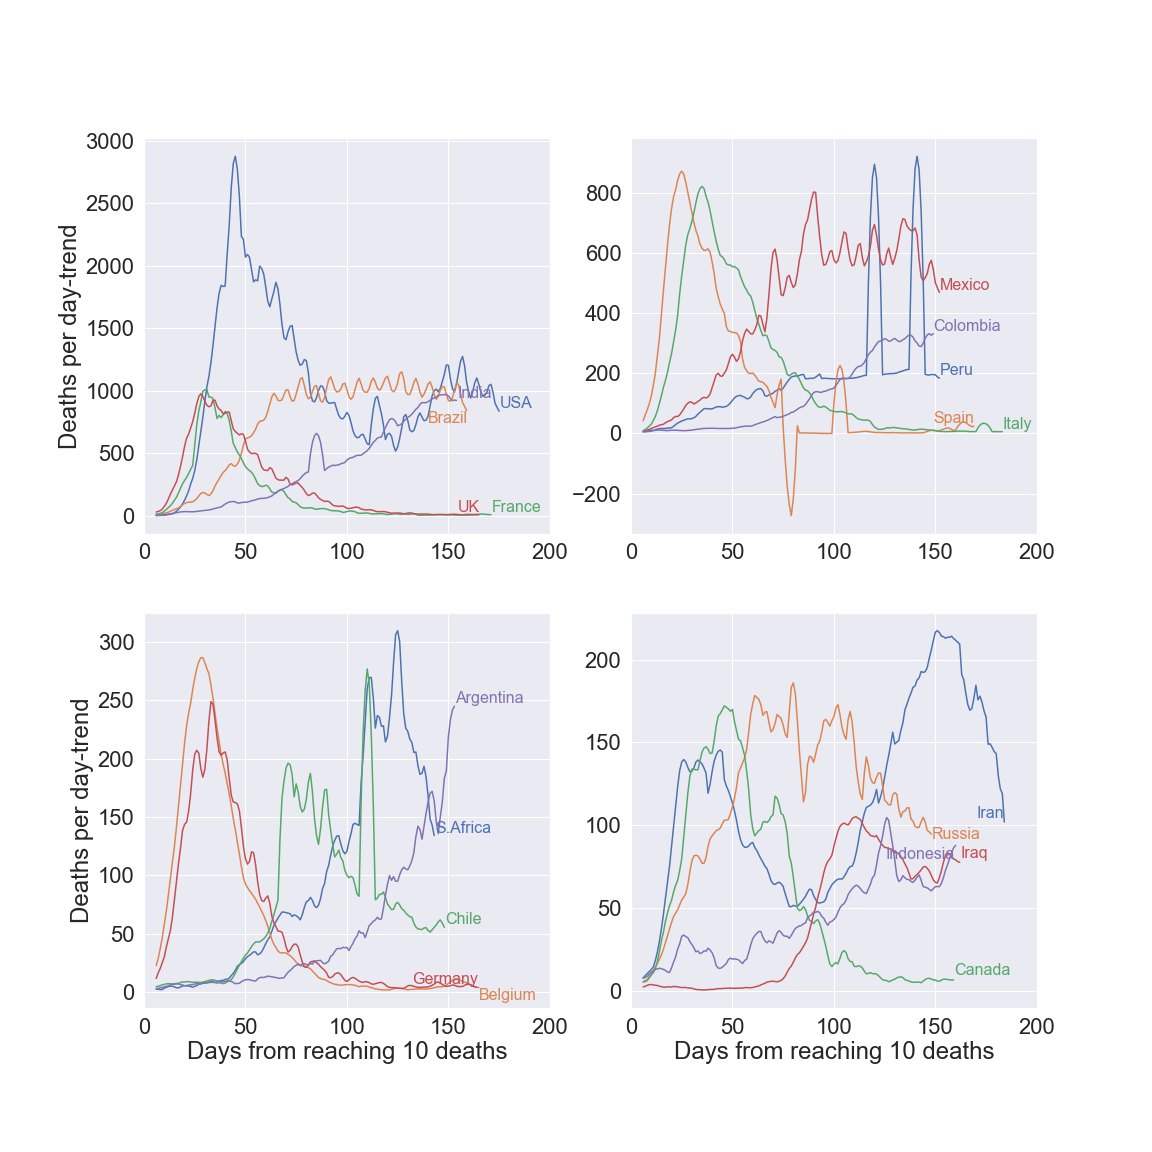 3000
2500
2000
1500
1000
500
0
Deaths per day-trend
India
USA
Brazil
UK
France
0 50 100 150 200
800
600
400
200
0
−200
Mexico
Colombia
Peru
Spain
Italy
0 50 100 150 200
300
250
200
150
100
50
0
Deaths per day-trend
Argentina
S.Africa
Chile
Germany
Belgium
0 50 100 150 200
Days from reaching 10 deaths
200
150
100
50
0
Iran
Russia
Indonesia
Iraq
Canada
0 50 100 150 200
Days from reaching 10 deaths